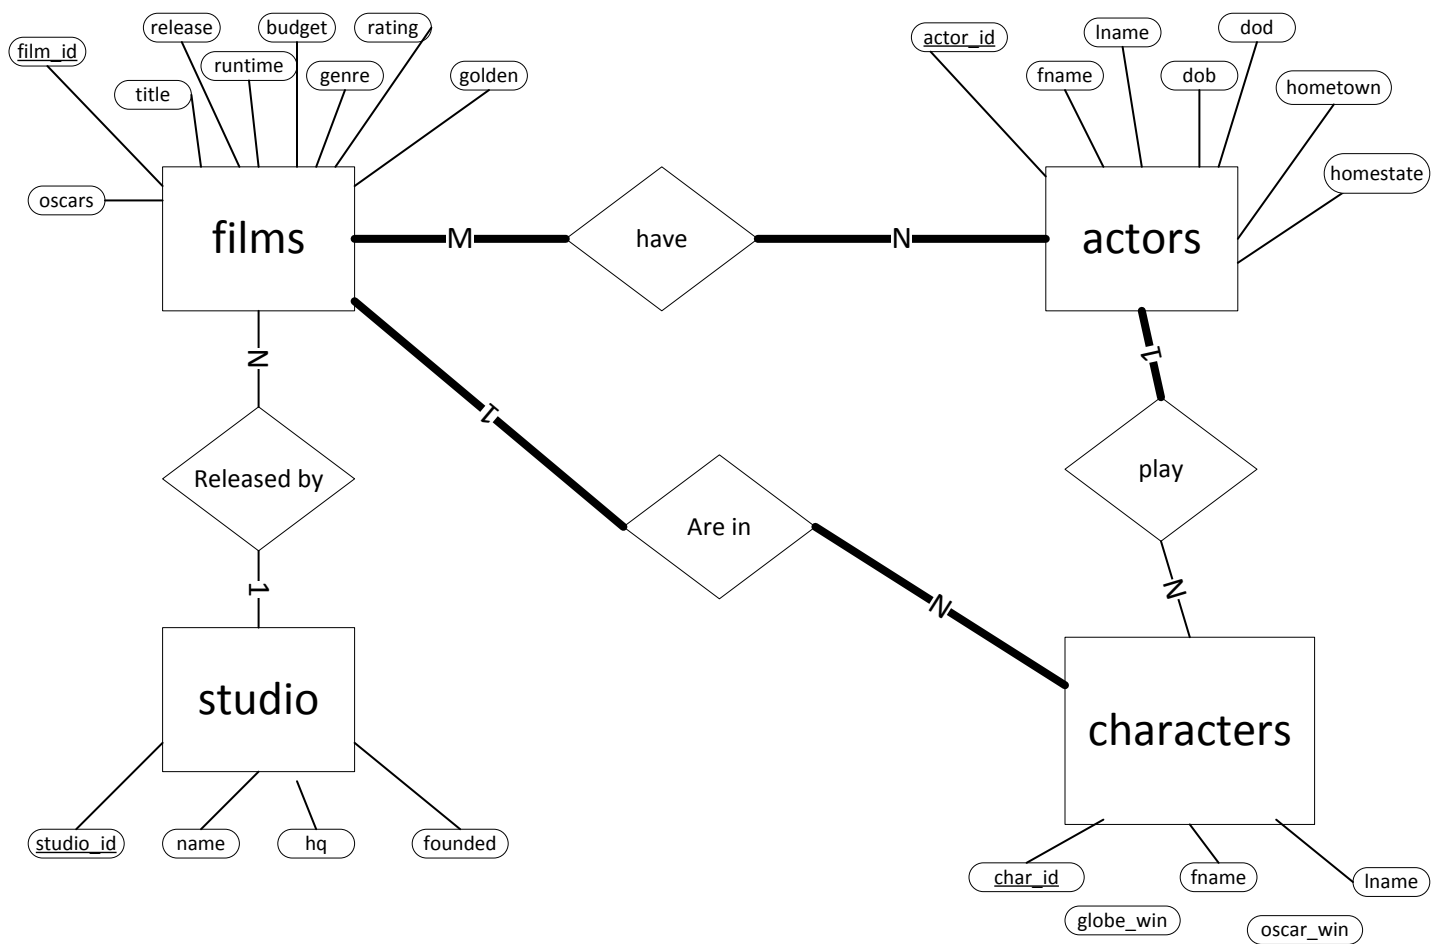 release
budget
rating
film_id
runtime
genre
golden
title
oscars
films
M
have
N
actor_id
lname
dod
fname
dob
hometown
homestate
actors
N
1
1
Released by
Are in
play
1
N
N
studio
characters
studio_id
name
hq
founded
char_id
fname
lname
globe_win
oscar_win